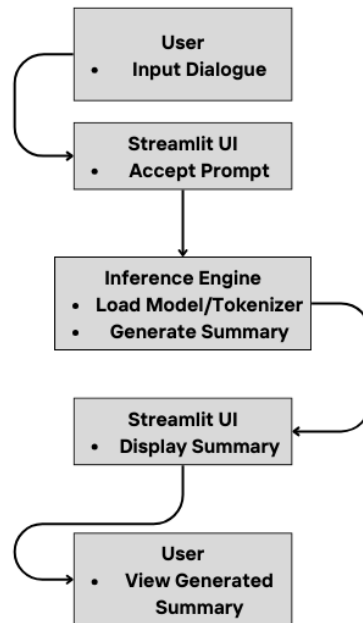 User
• Input Dialogue
Streamlit UI
• Accept Prompt
Inference Engine
• Load Model/Tokenizer
• Generate Summary
Streamlit UI
• Display Summary
User
• View Generated
Summary